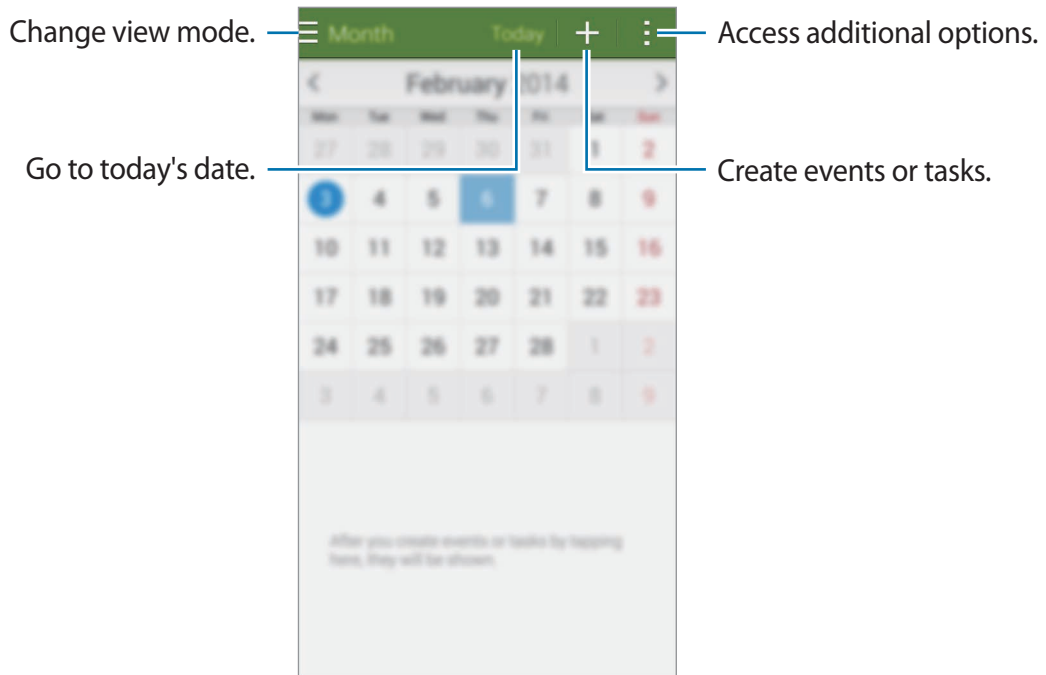 Change view mode.
Month Today
Access additional options.
February 2014
Mon Tue Wed Thu Fri Sat Sun
27 28 29 30 31 1 2
Go to today's date.
Create events or tasks.
3 4 5 6 7 8 9
10 11 12 13 14 15 16
17 18 19 20 21 22 23
24 25 26 27 28 1 2
3 4 5 6 7 8 9
After you create events or tasks by tapping
here, they will be shown.